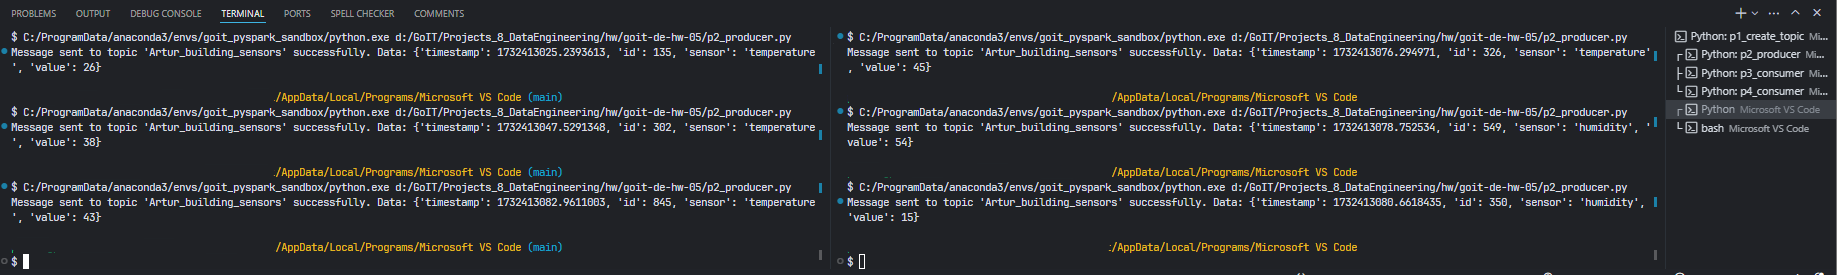 PROBLEMS OUTPUT DEBUG CONSOLE TERMINAL PORTS SPELL CHECKER COMMENTS
$ C:/ProgramData/anaconda3/envs/goit_pyspark_sandbox/python.exe d:/GoIT/Projects_8_DataEngineering/hw/goit-de-hw-05/p2_producer.py
Message sent to topic 'Artur_building_sensors' successfully. Data: {'timestamp': 1732413025.2393613, 'id': 135, 'sensor': 'temperature
', 'value': 26}
/AppData/Local/Programs/Microsoft VS Code (main)
$ C:/ProgramData/anaconda3/envs/goit_pyspark_sandbox/python.exe d:/GoIT/Projects_8_DataEngineering/hw/goit-de-hw-05/p2_producer.py
Message sent to topic 'Artur_building_sensors' successfully. Data: {'timestamp': 1732413047.5291348, 'id': 302, 'sensor': 'temperature
', 'value': 38}
/AppData/Local/Programs/Microsoft VS Code (main)
$ C:/ProgramData/anaconda3/envs/goit_pyspark_sandbox/python.exe d:/GoIT/Projects_8_DataEngineering/hw/goit-de-hw-05/p2_producer.py
Message sent to topic 'Artur_building_sensors' successfully. Data: {'timestamp': 1732413082.9611003, 'id': 845, 'sensor': 'temperature
', 'value': 43}
/AppData/Local/Programs/Microsoft VS Code (main)
$
$ C:/ProgramData/anaconda3/envs/goit_pyspark_sandbox/python.exe d:/GoIT/Projects_8_DataEngineering/hw/goit-de-hw-05/p2_producer.py
Message sent to topic 'Artur_building_sensors' successfully. Data: {'timestamp': 1732413076.294971, 'id': 326, 'sensor': 'temperature'
, 'value': 45}
/AppData/Local/Programs/Microsoft VS Code
$ C:/ProgramData/anaconda3/envs/goit_pyspark_sandbox/python.exe d:/GoIT/Projects_8_DataEngineering/hw/goit-de-hw-05/p2_producer.py
Message sent to topic 'Artur_building_sensors' successfully. Data: {'timestamp': 1732413078.752534, 'id': 549, 'sensor': 'humidity', '
value': 54}
/AppData/Local/Programs/Microsoft VS Code
$ C:/ProgramData/anaconda3/envs/goit_pyspark_sandbox/python.exe d:/GoIT/Projects_8_DataEngineering/hw/goit-de-hw-05/p2_producer.py
Message sent to topic 'Artur_building_sensors' successfully. Data: {'timestamp': 1732413080.6618435, 'id': 350, 'sensor': 'humidity',
'value': 15}
/AppData/Local/Programs/Microsoft VS Code
$
Python: p1_create_topic Mi...
Python: p2_producer Mi...
Python: p3_consumer Mi...
Python: p4_consumer Mi...
Python Microsoft VS Code
bash Microsoft VS Code